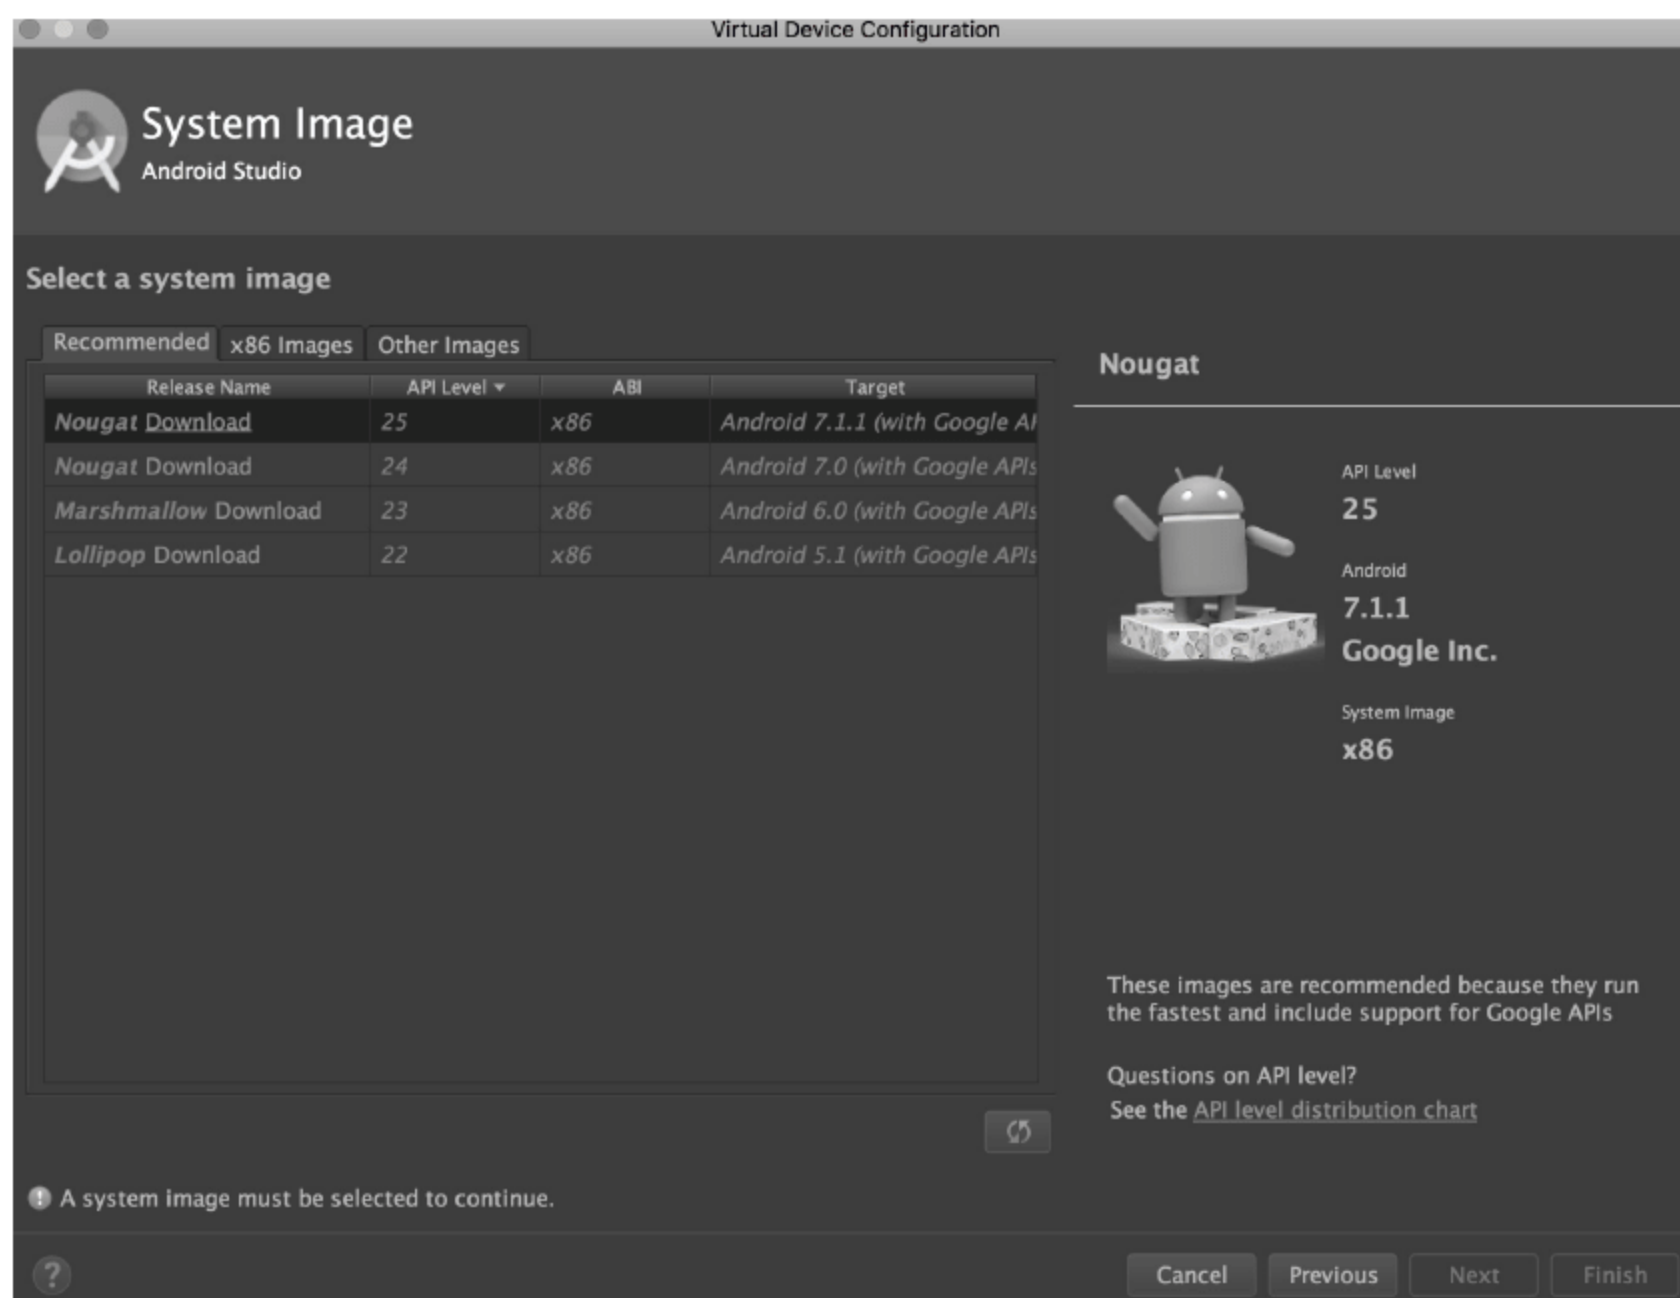 Virtual Device Configuration
System Image
Android Studio
Select a system image
Recommended x86 Images Other Images
Release Name API Level ABI Target
Nougat Download 25 x86 Android 7.1.1 (with Google AP
Nougat Download 24 x86 Android 7.0 (with Google APIs
Marshmallow Download 23 x86 Android 6.0 (with Google APIs
Lollipop Download 22 x86 Android 5.1 (with Google APIs
Nougat
API Level
25
Android
7.1.1
Google Inc.
System Image
x86
These images are recommended because they run
the fastest and include support for Google APIs
Questions on API level?
See the API level distribution chart
A system image must be selected to continue.
? Cancel Previous Next Finish